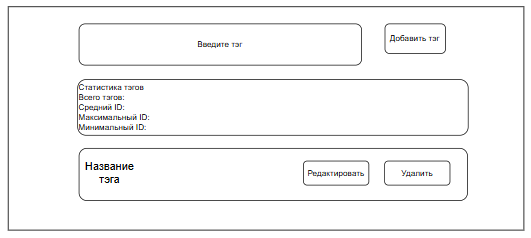 Введите тэг
Добавить тэг
Статистика тэгов
Всего тэгов:
Средний ID:
Максимальный ID:
Минимальный ID:
Название
тэга
Редактировать
Удалить